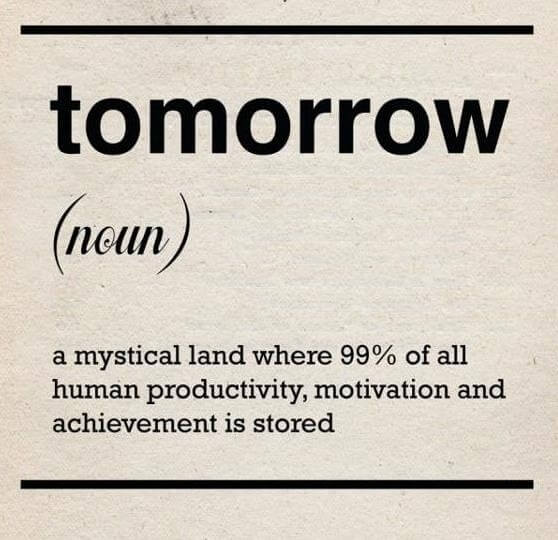 tomorrow
(noun)
a mystical land where 99% of all
human productivity, motivation and
achievement is stored